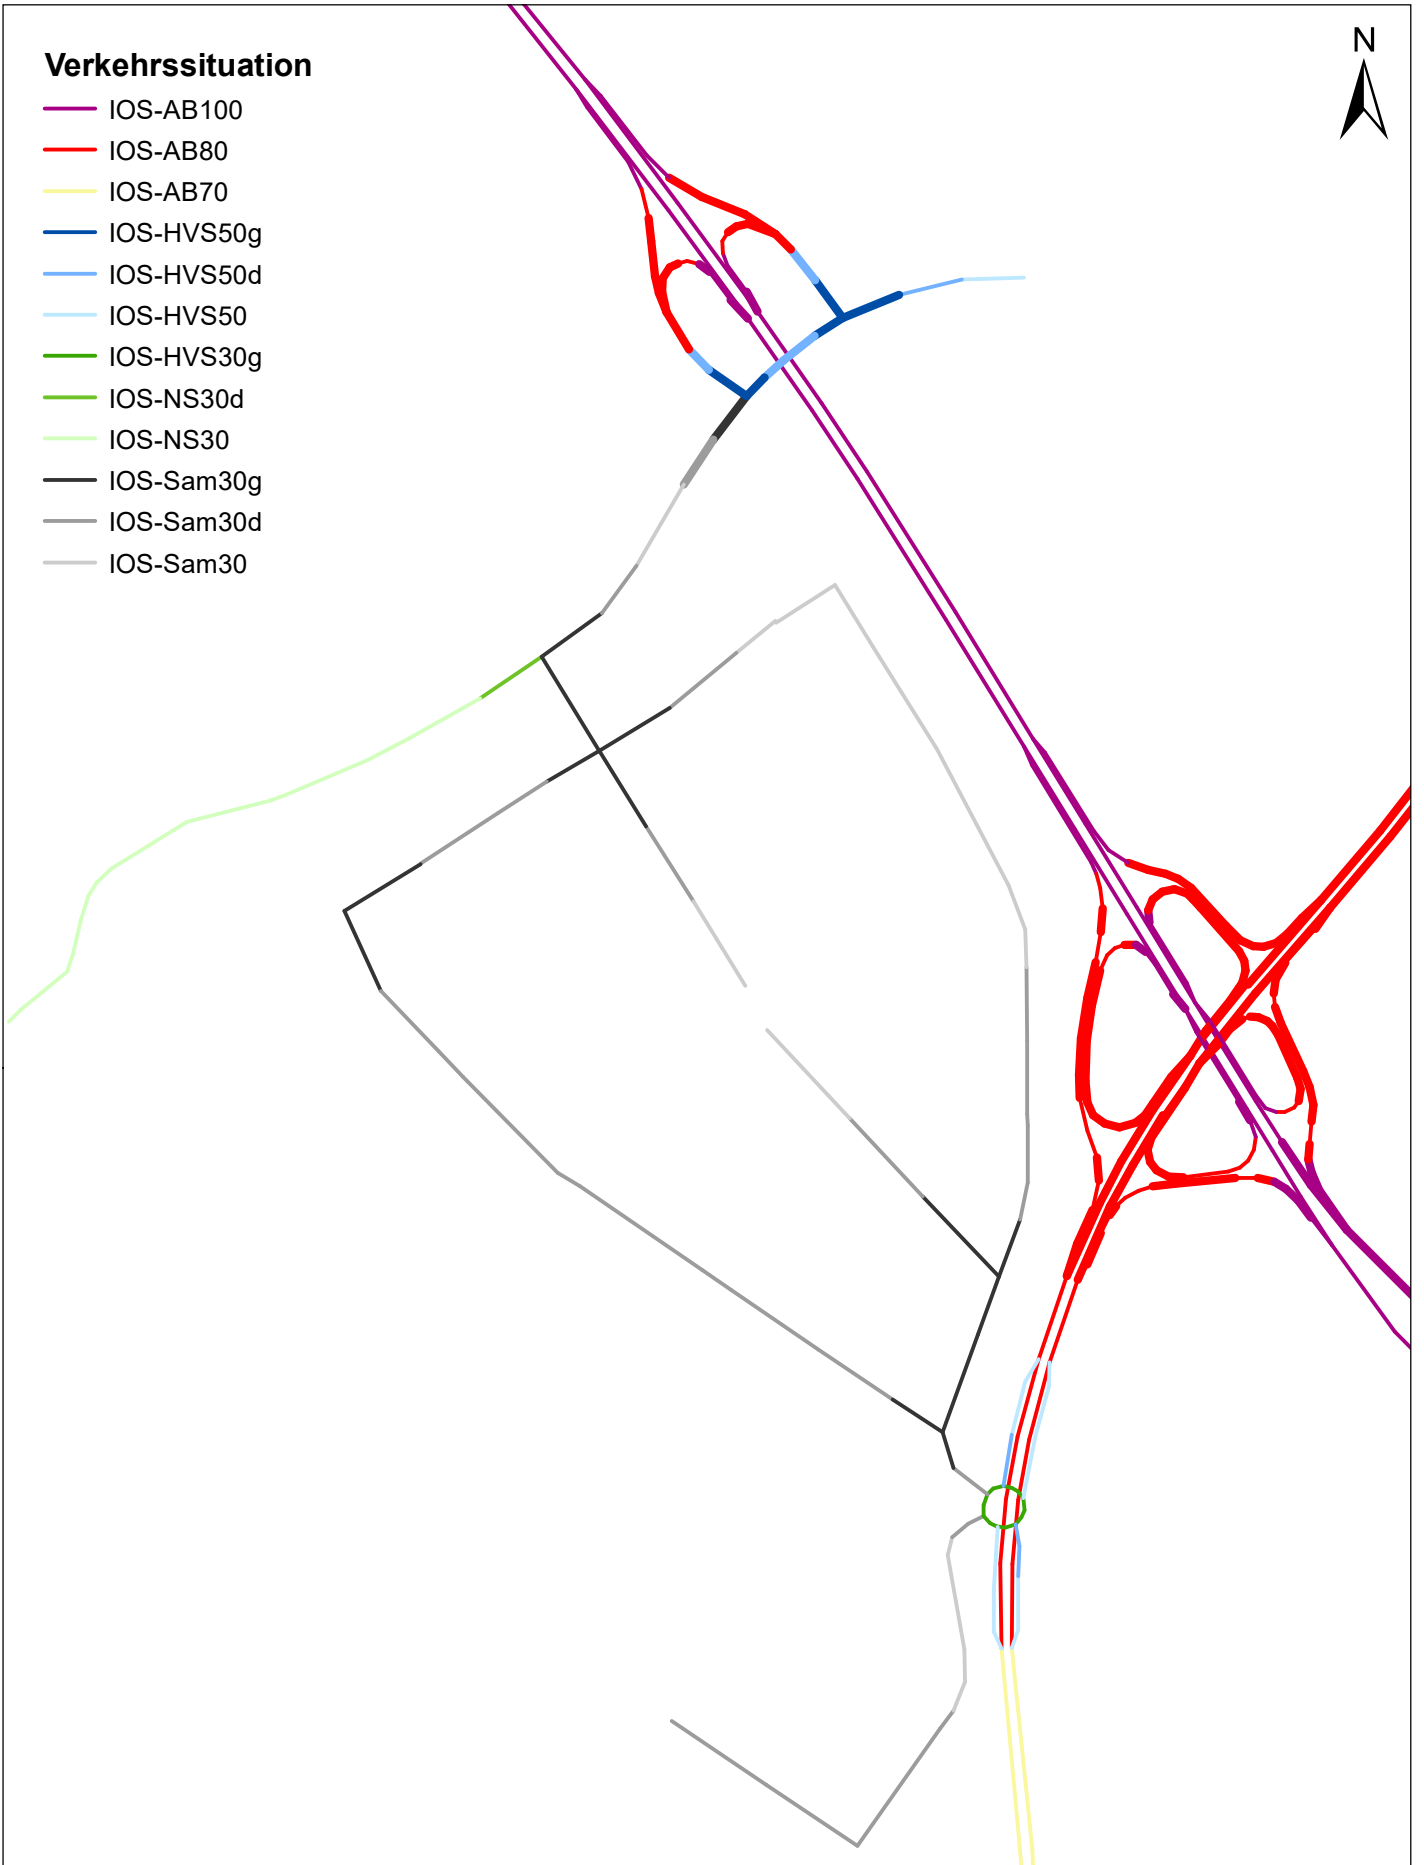 Verkehrssituation
IOS-AB100
IOS-AB80
IOS-AB70
IOS-HVS50g
IOS-HVS50d
IOS-HVS50
IOS-HVS30g
IOS-NS30d
IOS-NS30
IOS-Sam30g
IOS-Sam30d
IOS-Sam30
N